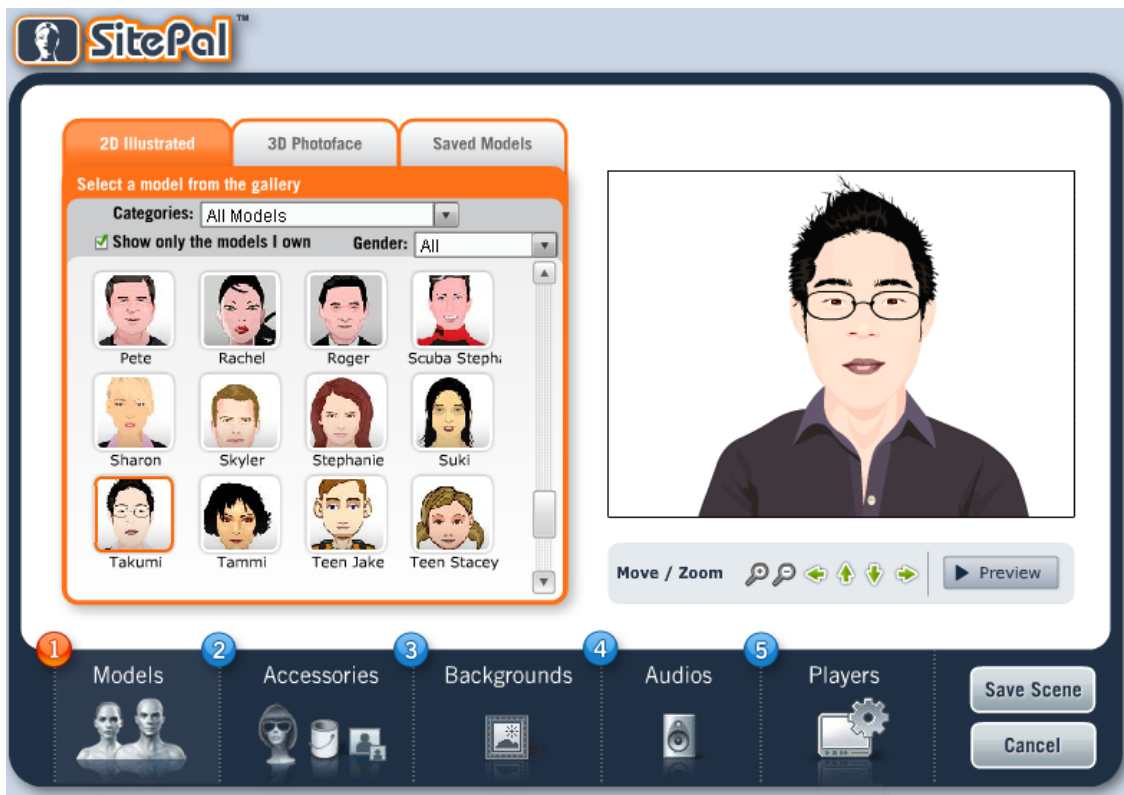 SitePal™
2D Illustrated
3D Photoface
Saved Models
Select a model from the gallery
Categories: All Models
Show only the models I own Gender: All
Pete Rachel Roger Scuba Steph
Sharon Skyler Stephanie Suki
Takumi Tammi Teen Jake Teen Stacey
Move / Zoom Preview
1 Models
2 Accessories
3 Backgrounds
4 Audios
5 Players
Save Scene
Cancel